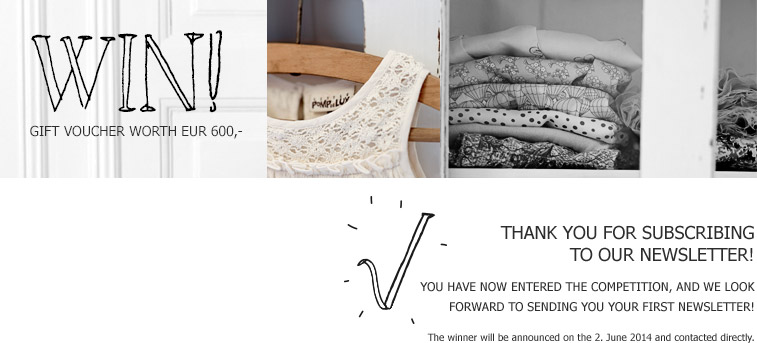 WIN!
GIFT VOUCHER WORTH EUR 600,-
POMPdeLUX
THANK YOU FOR SUBSCRIBING
TO OUR NEWSLETTER!
YOU HAVE NOW ENTERED THE COMPETITION, AND WE LOOK
FORWARD TO SENDING YOU YOUR FIRST NEWSLETTER!
The winner will be announced on the 2. June 2014 and contacted directly.